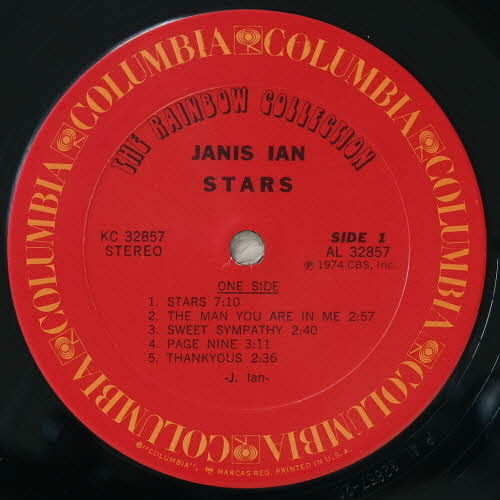 COLUMBIA COLUMBIA COLUMBIA COLUMBIA COLUMBIA COLUMBIA
THE RAINBOW COLLECTION
JANIS IAN
STARS
KC 32857
STEREO
SIDE 1
AL 32857
℗ 1974 CBS, Inc.
ONE SIDE
1. STARS 7:10
2. THE MAN YOU ARE IN ME 2:57
3. SWEET SYMPATHY 2:40
4. PAGE NINE 3:11
5. THANKYOUS 2:36
-J. Ian-
®"COLUMBIA", MARCAS REG. PRINTED IN U.S.A.